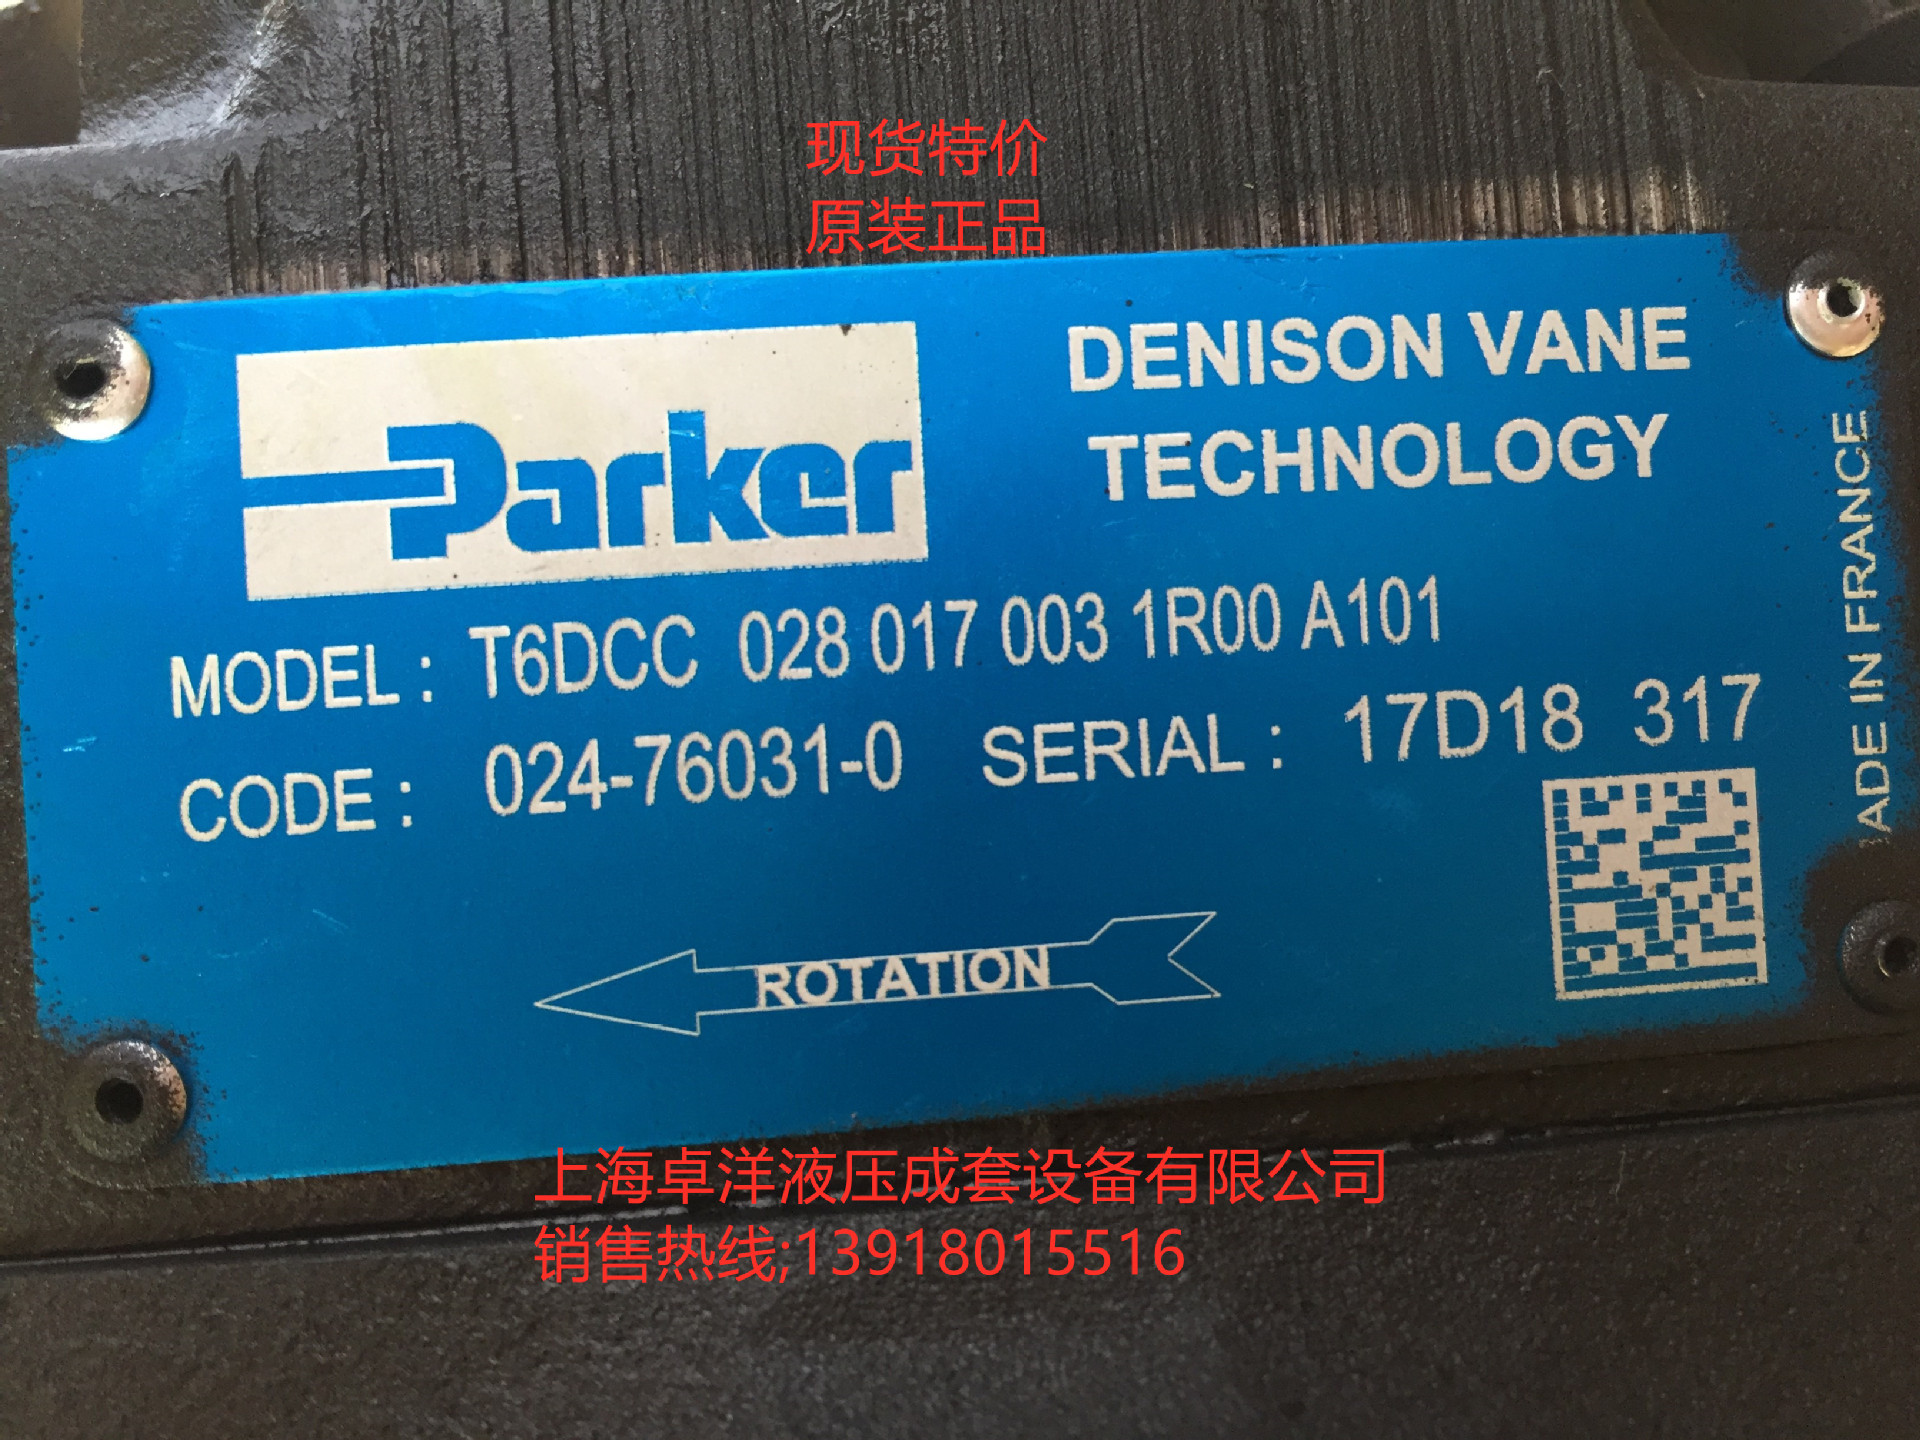 现货特价
原装正品
Parker
DENISON VANE
TECHNOLOGY
MODEL : T6DCC 028 017 003 1R00 A101
CODE : 024-76031-0 SERIAL : 17D18 317
ADE IN FRANCE
ROTATION
上海卓洋液压成套设备有限公司
销售热线;13918015516